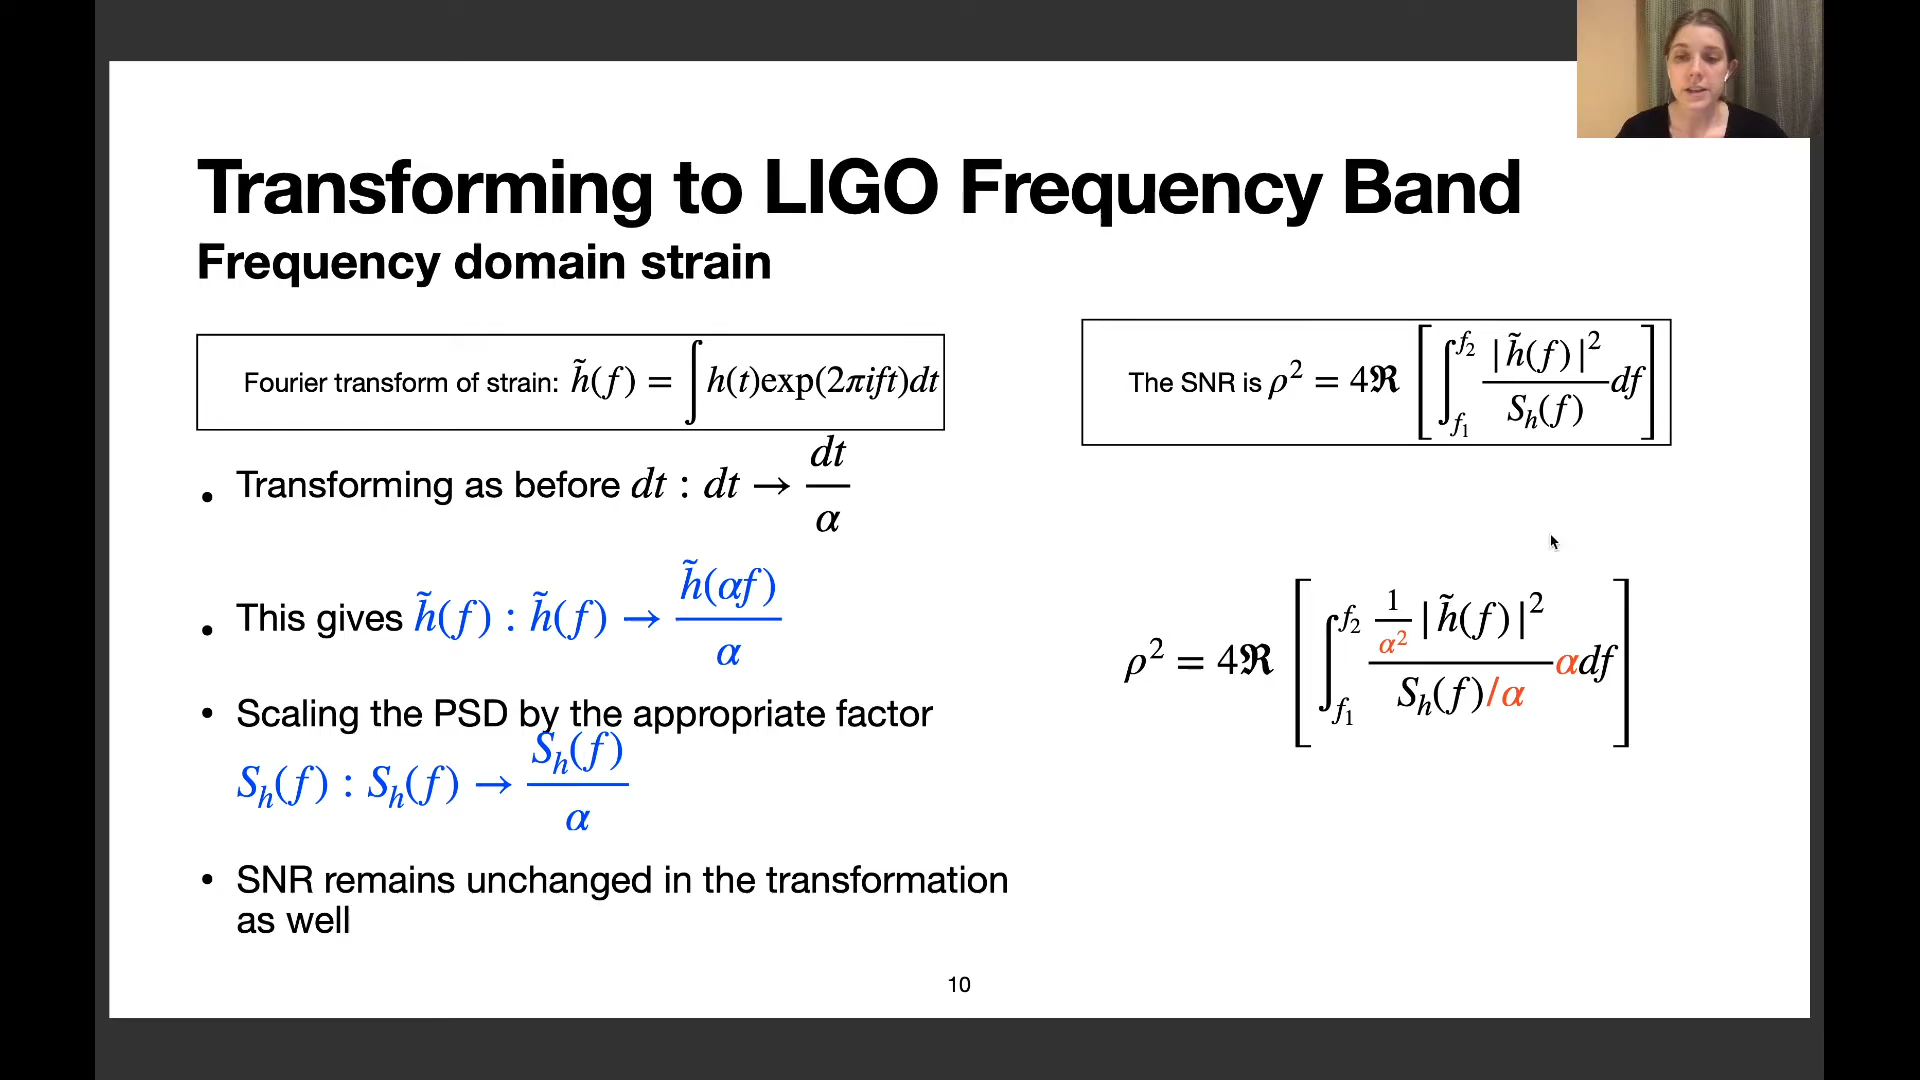 Transforming to LIGO Frequency Band
Frequency domain strain
Fourier transform of strain: h̃(f) = ∫ h(t)exp(2πift)dt
The SNR is ρ² = 4ℜ [ ∫_{f₁}^{f₂} |h̃(f)|² / S_h(f) df ]
• Transforming as before dt : dt → dt/α
• This gives h̃(f) : h̃(f) → h̃(αf)/α
ρ² = 4ℜ [ ∫_{f₁}^{f₂} (1/α² |h̃(f)|²) / (S_h(f)/α) αdf ]
• Scaling the PSD by the appropriate factor
S_h(f) : S_h(f) → S_h(f)/α
• SNR remains unchanged in the transformation
as well
10